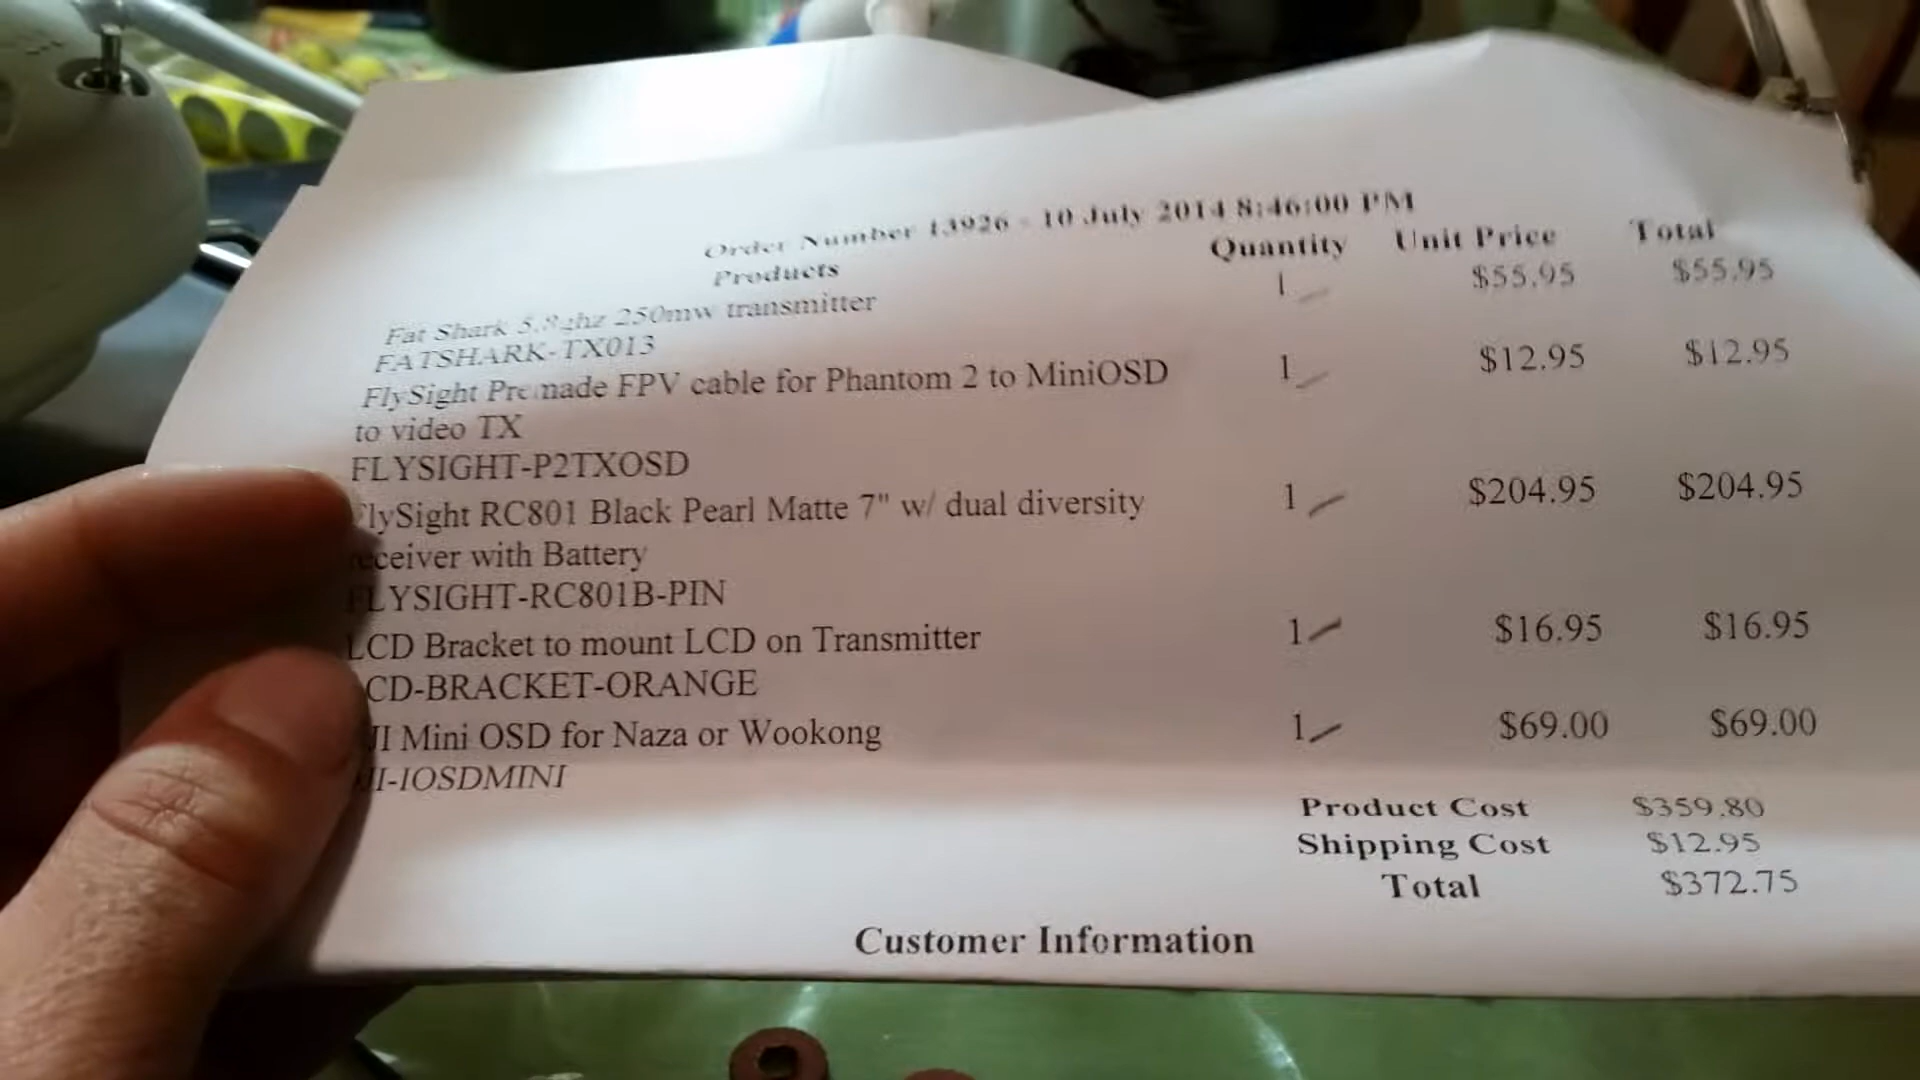 Order Number 13926 - 10 July 2014 8:46:00 PM
Products Quantity Unit Price Total
Fat Shark 5.8ghz 250mw transmitter 1 $55.95 $55.95
FATSHARK-TX013
FlySight Premade FPV cable for Phantom 2 to MiniOSD 1 $12.95 $12.95
to video TX
FLYSIGHT-P2TXOSD
FlySight RC801 Black Pearl Matte 7" w/ dual diversity 1 $204.95 $204.95
eceiver with Battery
FLYSIGHT-RC801B-PIN
LCD Bracket to mount LCD on Transmitter 1 $16.95 $16.95
CD-BRACKET-ORANGE
JI Mini OSD for Naza or Wookong 1 $69.00 $69.00
JI-IOSDMINI
Product Cost $359.80
Shipping Cost $12.95
Total $372.75
Customer Information